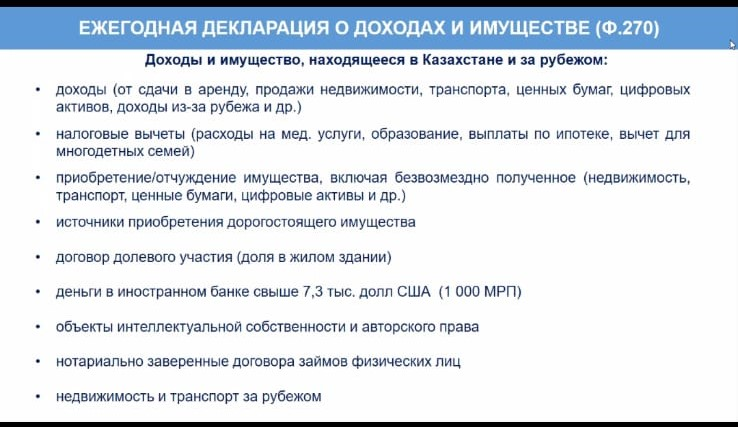 ЕЖЕГОДНАЯ ДЕКЛАРАЦИЯ О ДОХОДАХ И ИМУЩЕСТВЕ (Ф.270)
Доходы и имущество, находящееся в Казахстане и за рубежом:
• доходы (от сдачи в аренду, продажи недвижимости, транспорта, ценных бумаг, цифровых
активов, доходы из-за рубежа и др.)
• налоговые вычеты (расходы на мед. услуги, образование, выплаты по ипотеке, вычет для
многодетных семей)
• приобретение/отчуждение имущества, включая безвозмездно полученное (недвижимость,
транспорт, ценные бумаги, цифровые активы и др.)
• источники приобретения дорогостоящего имущества
• договор долевого участия (доля в жилом здании)
• деньги в иностранном банке свыше 7,3 тыс. долл США (1 000 МРП)
• объекты интеллектуальной собственности и авторского права
• нотариально заверенные договора займов физических лиц
• недвижимость и транспорт за рубежом